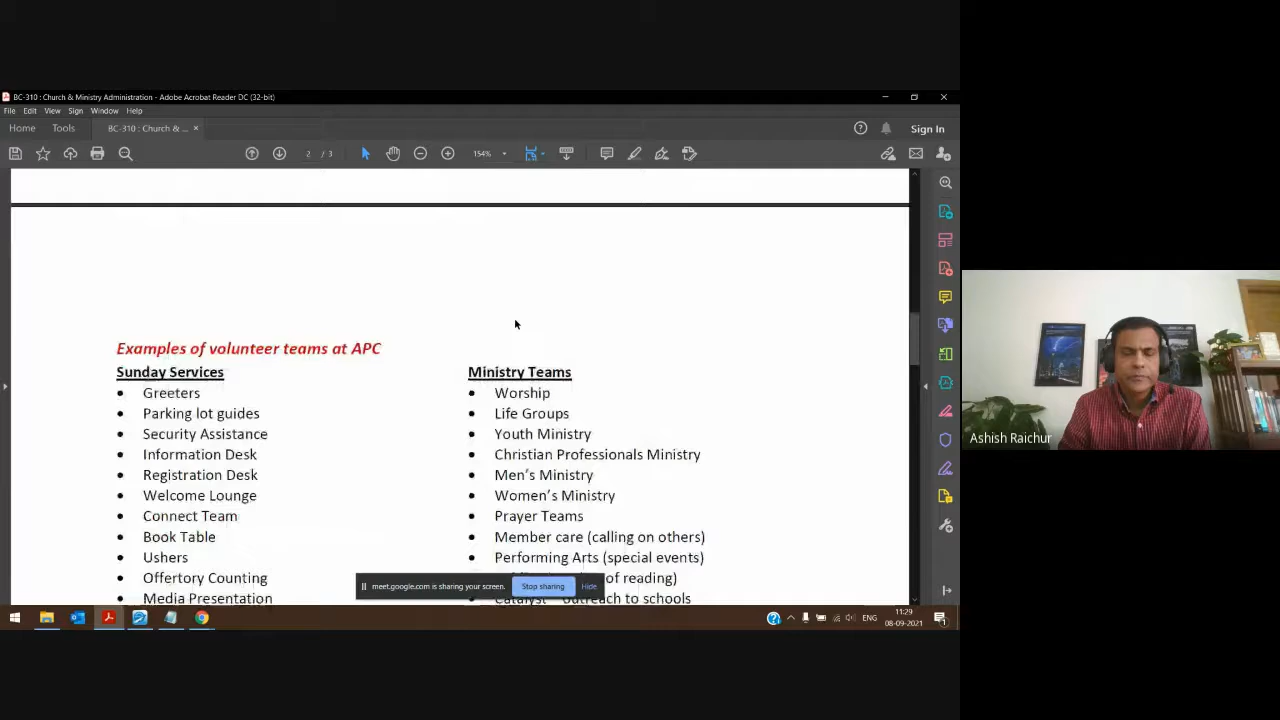 BC-310 : Church & Ministry Administration - Adobe Acrobat Reader DC (32-bit)
File Edit View Sign Window Help
Home Tools BC-310 : Church & ... × Sign In
2 / 3 154%
Examples of volunteer teams at APC
Sunday Services
• Greeters
• Parking lot guides
• Security Assistance
• Information Desk
• Registration Desk
• Welcome Lounge
• Connect Team
• Book Table
• Ushers
• Offertory Counting
• Media Presentation
Ministry Teams
• Worship
• Life Groups
• Youth Ministry
• Christian Professionals Ministry
• Men's Ministry
• Women's Ministry
• Prayer Teams
• Member care (calling on others)
• Performing Arts (special events)
of reading)
Catalyst – outreach to schools
meet.google.com is sharing your screen. Stop sharing Hide
Ashish Raichur
ENG
11:29
08-09-2021